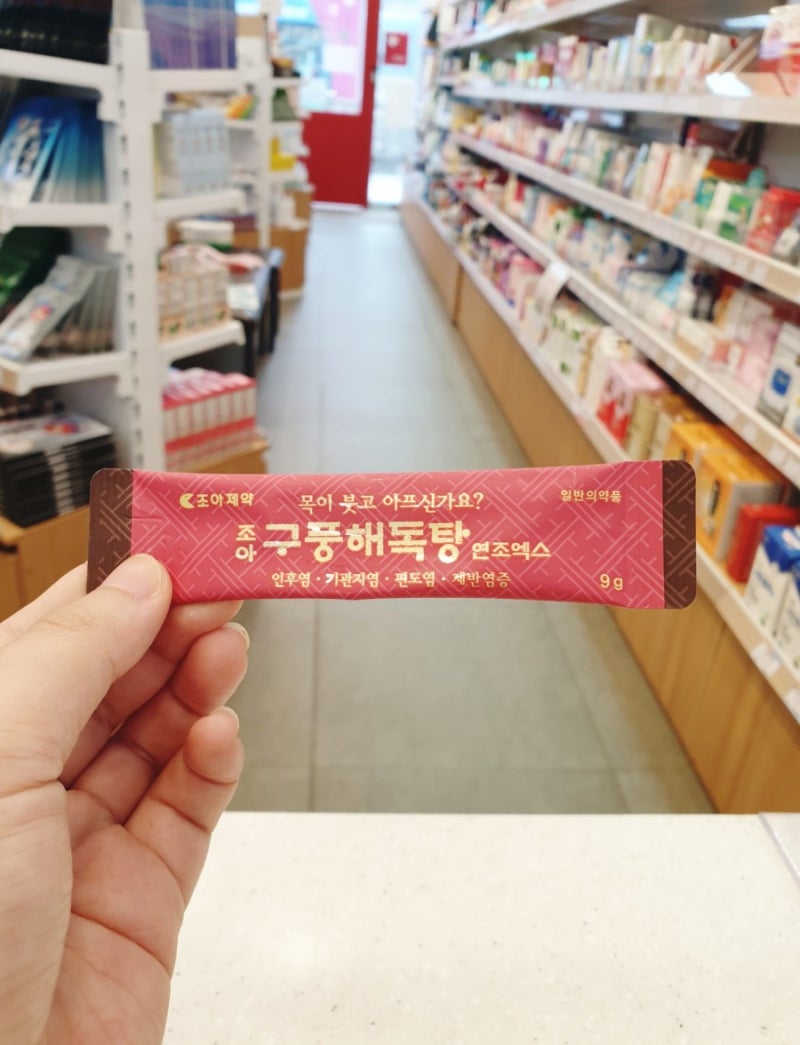 조아제약
목이 붓고 아프신가요?
일반의약품
조아 구풍해독탕 연조엑스
인후염 · 기관지염 · 편도염 · 제반염증
9g